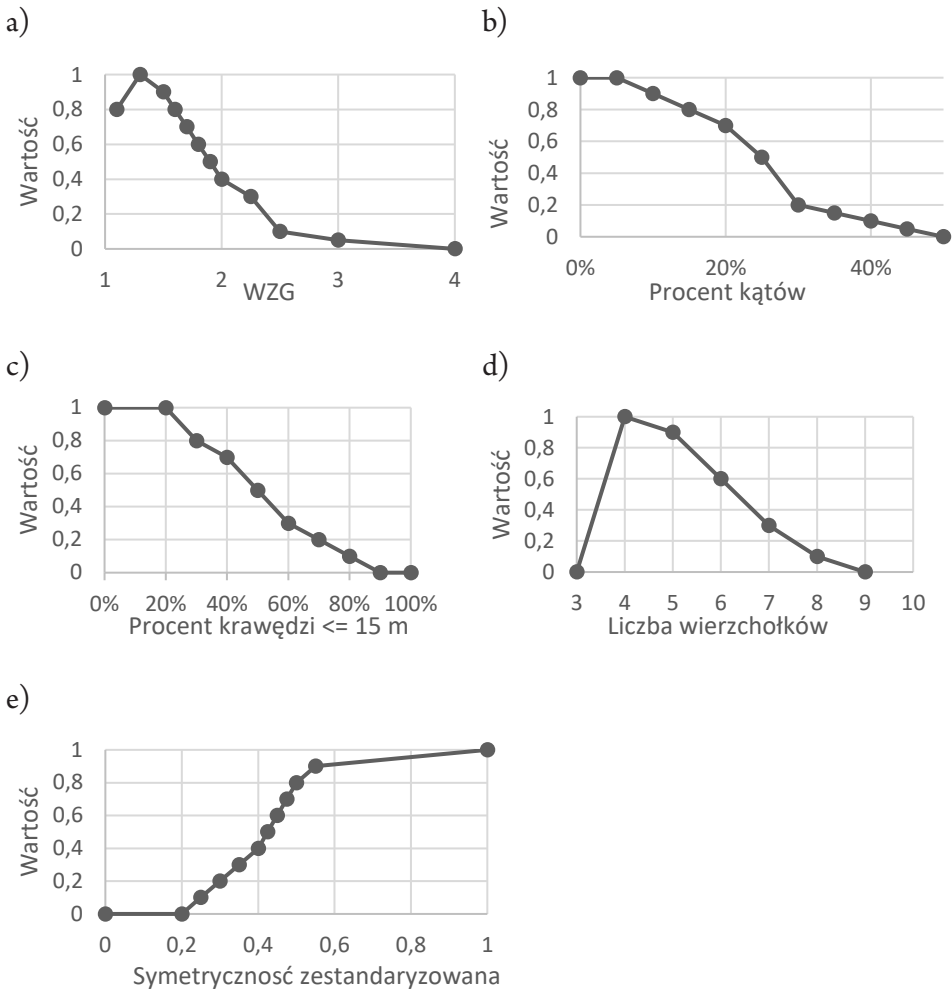 a)
Wartość
1
0,8
0,6
0,4
0,2
0
1 2 3 4
WZG
b)
Wartość
1
0,8
0,6
0,4
0,2
0
0% 20% 40%
Procent kątów
c)
Wartość
1
0,8
0,6
0,4
0,2
0
0% 20% 40% 60% 80% 100%
Procent krawędzi <= 15 m
d)
Wartość
1
0,8
0,6
0,4
0,2
0
3 4 5 6 7 8 9 10
Liczba wierzchołków
e)
Wartość
1
0,8
0,6
0,4
0,2
0
0 0,2 0,4 0,6 0,8 1
Symetryczność zestandaryzowana